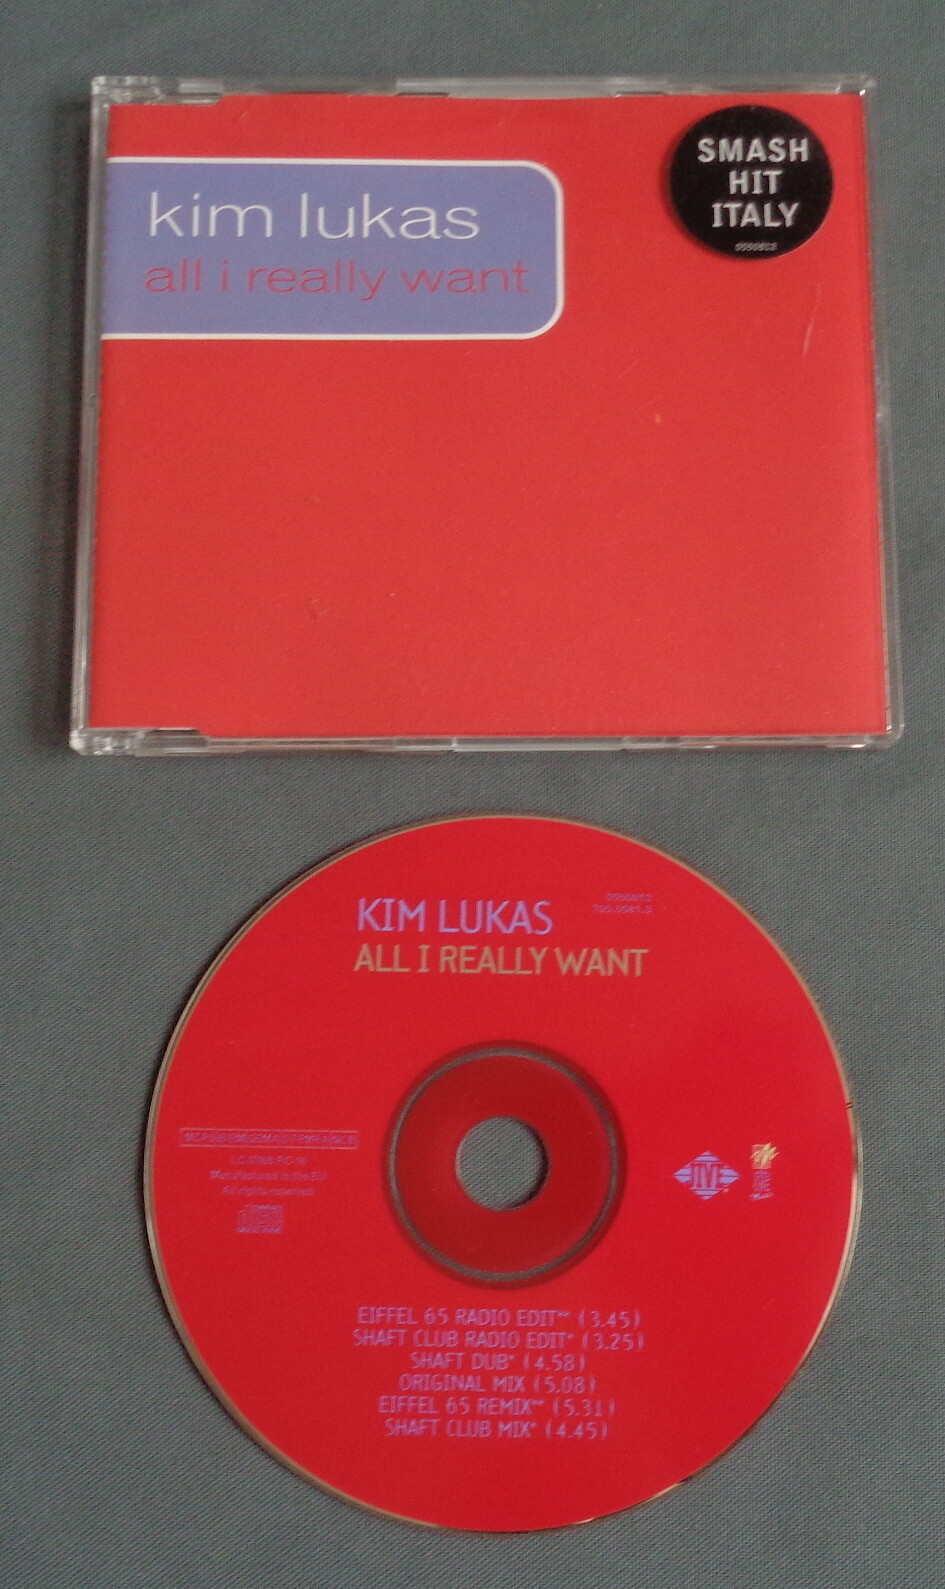 kim lukas
all i really want
SMASH
HIT
ITALY
KIM LUKAS
ALL I REALLY WANT
Manufactured in the EU
All rights reserved
EIFFEL 65 RADIO EDIT** (3.45)
SHAFT CLUB RADIO EDIT* (3.25)
SHAFT DUB* (4.58)
ORIGINAL MIX (5.08)
EIFFEL 65 REMIX** (5.31)
SHAFT CLUB MIX* (4.45)